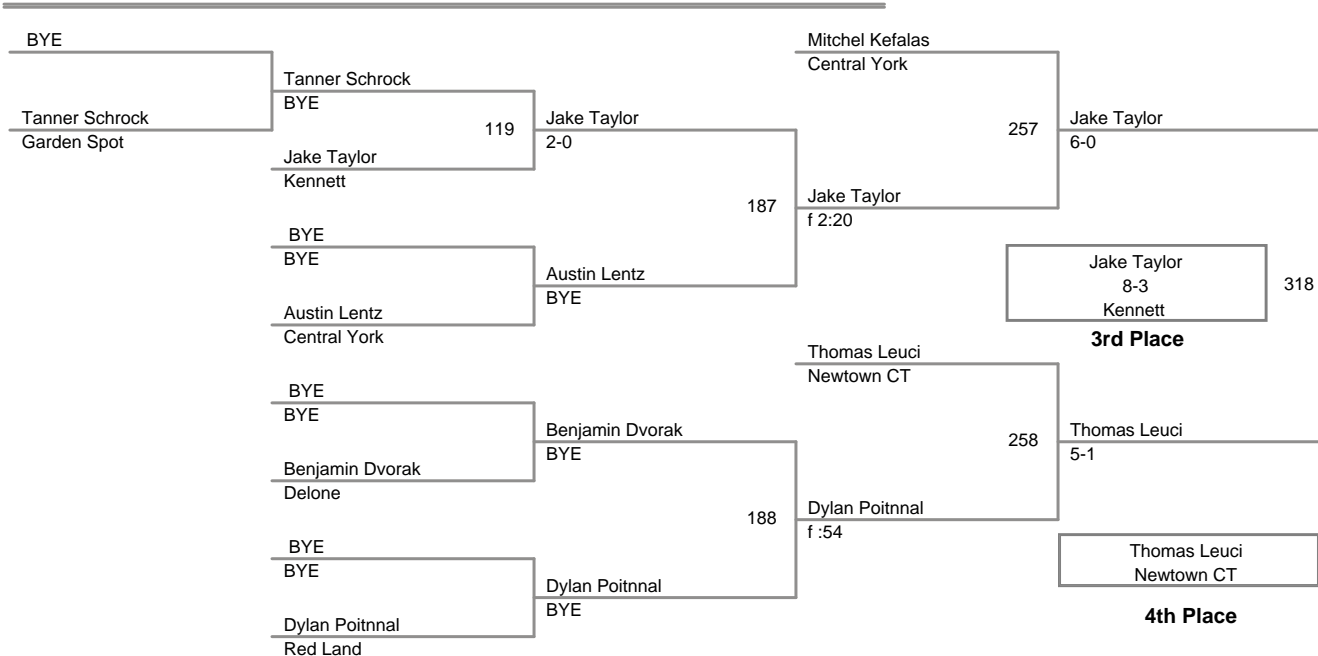 BYE
Tanner Schrock
Garden Spot
Tanner Schrock
BYE
119
Jake Taylor
Kennett
Jake Taylor
2-0
BYE
BYE
Austin Lentz
Central York
Austin Lentz
BYE
187
Jake Taylor
f 2:20
Mitchel Kefalas
Central York
257
Jake Taylor
6-0
Jake Taylor
8-3
Kennett
318
3rd Place
BYE
BYE
Benjamin Dvorak
Delone
Benjamin Dvorak
BYE
188
BYE
BYE
Dylan Poitnnal
Red Land
Dylan Poitnnal
BYE
Dylan Poitnnal
f :54
Thomas Leuci
Newtown CT
258
Thomas Leuci
5-1
Thomas Leuci
Newtown CT
4th Place